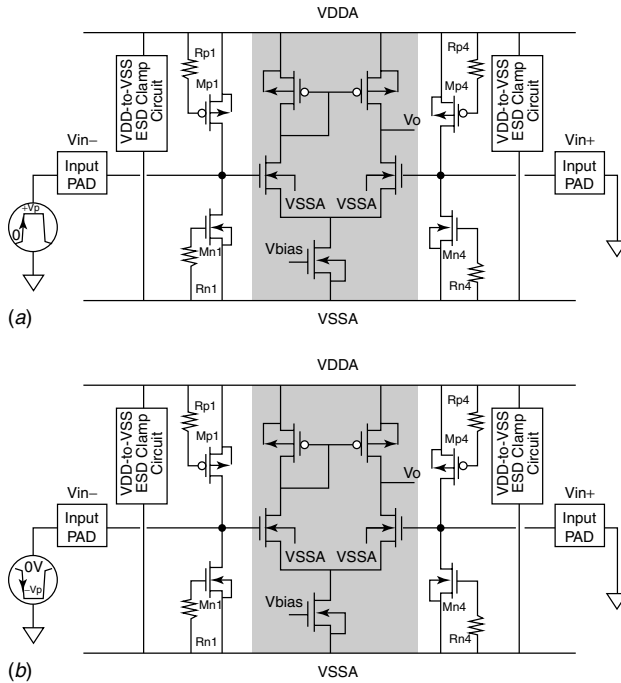 VDDA
VDD-to-VSS
ESD Clamp
Circuit
Rp1
Mp1
Rp4
Mp4
VDD-to-VSS
ESD Clamp
Circuit
Vo
Vin−
Input
PAD
Vin+
Input
PAD
+Vp
0
VSSA
VSSA
Vbias
Mn1
Rn1
Mn4
Rn4
VSSA
(a)
VDDA
VDD-to-VSS
ESD Clamp
Circuit
Rp1
Mp1
Rp4
Mp4
VDD-to-VSS
ESD Clamp
Circuit
Vo
Vin−
Input
PAD
Vin+
Input
PAD
0V
−Vp
VSSA
VSSA
Vbias
Mn1
Rn1
Mn4
Rn4
VSSA
(b)